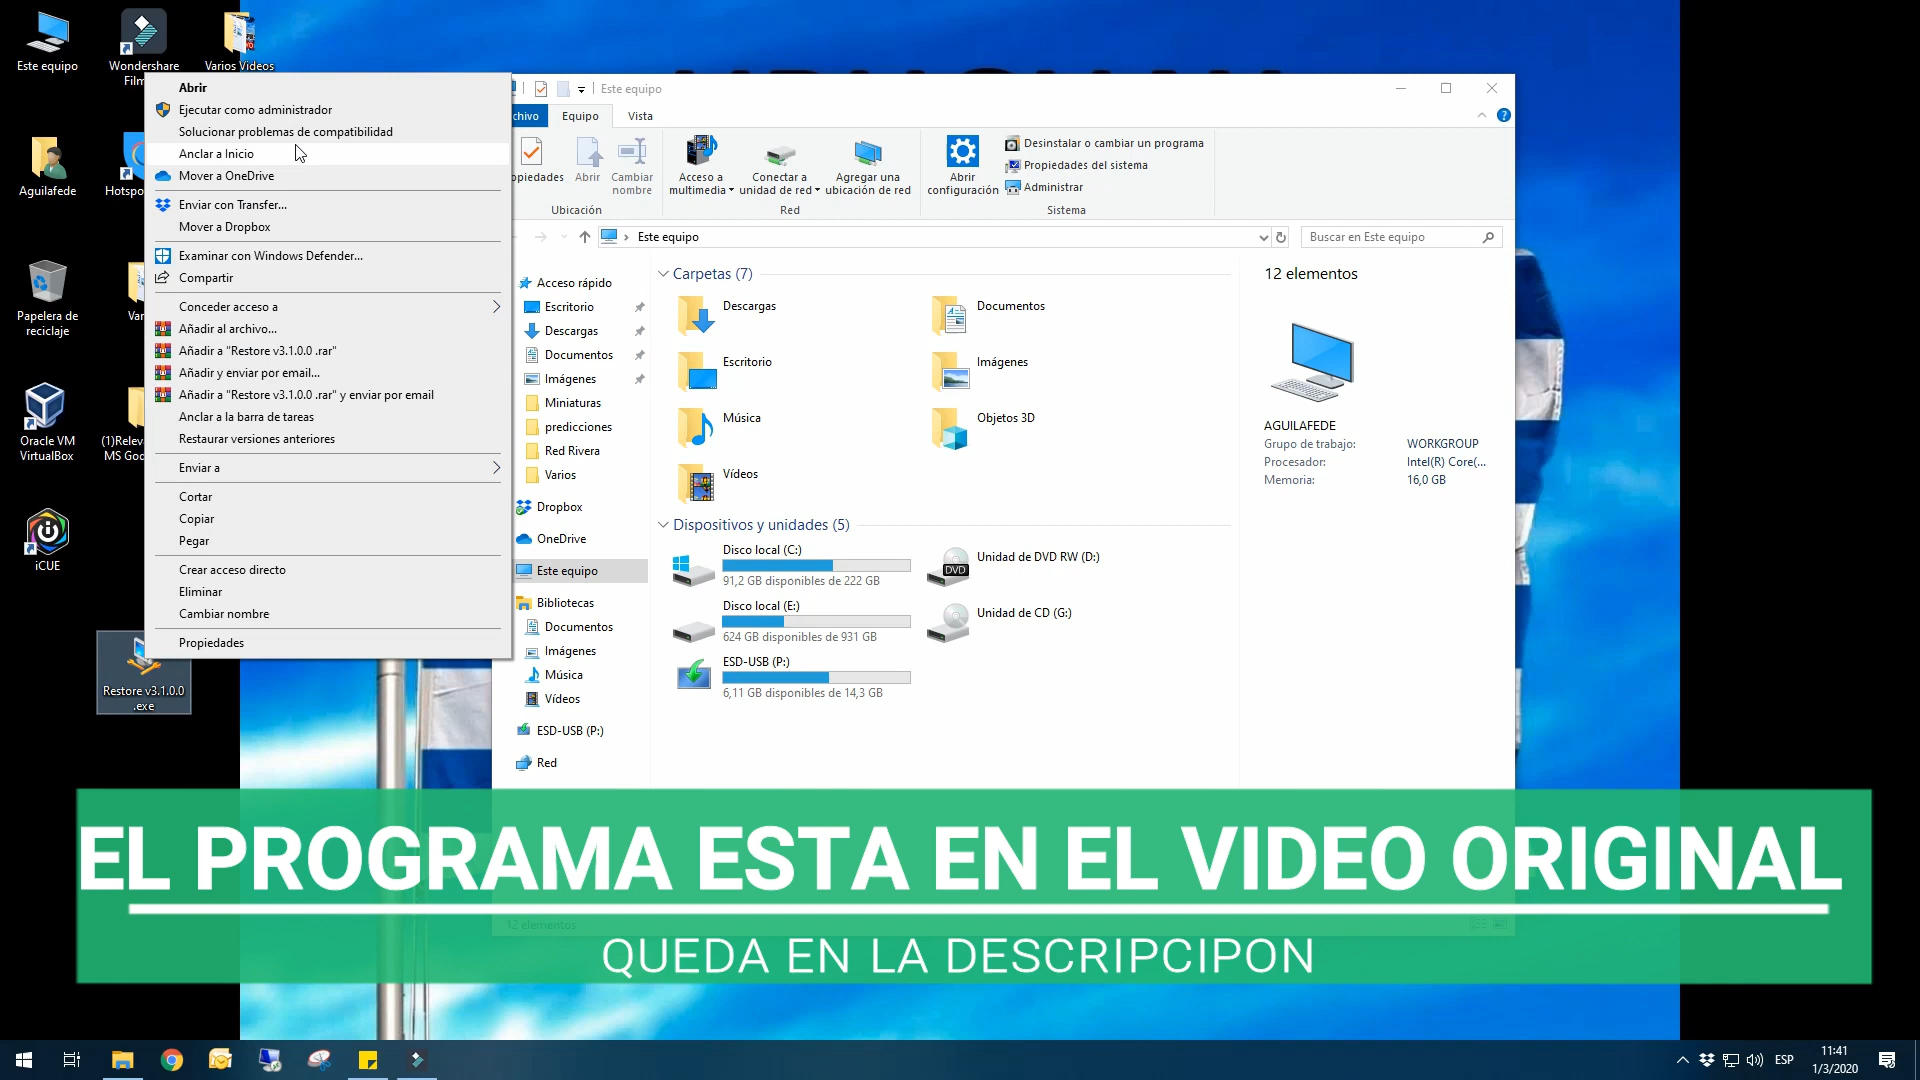 Este equipo
Wondershare
Film
Varios Videos
Aguilafede
Hotspo
Papelera de
reciclaje
Var
Oracle VM
VirtualBox
(1)Relev
MS Goo
iCUE
Restore v3.1.0.0
.exe
Abrir
Ejecutar como administrador
Solucionar problemas de compatibilidad
Anclar a Inicio
Mover a OneDrive
Enviar con Transfer...
Mover a Dropbox
Examinar con Windows Defender...
Compartir
Conceder acceso a
Añadir al archivo...
Añadir a "Restore v3.1.0.0 .rar"
Añadir y enviar por email...
Añadir a "Restore v3.1.0.0 .rar" y enviar por email
Anclar a la barra de tareas
Restaurar versiones anteriores
Enviar a
Cortar
Copiar
Pegar
Crear acceso directo
Eliminar
Cambiar nombre
Propiedades
Este equipo
chivo
Equipo
Vista
opiedades
Abrir
Cambiar
nombre
Ubicación
Acceso a
multimedia
Conectar a
unidad de red
Agregar una
ubicación de red
Red
Abrir
configuración
Desinstalar o cambiar un programa
Propiedades del sistema
Administrar
Sistema
Este equipo
Buscar en Este equipo
Acceso rápido
Escritorio
Descargas
Documentos
Imágenes
Miniaturas
predicciones
Red Rivera
Varios
Dropbox
OneDrive
Este equipo
Bibliotecas
Documentos
Imágenes
Música
Vídeos
ESD-USB (P:)
Red
Carpetas (7)
Descargas
Documentos
Escritorio
Imágenes
Música
Objetos 3D
Vídeos
Dispositivos y unidades (5)
Disco local (C:)
91,2 GB disponibles de 222 GB
Unidad de DVD RW (D:)
DVD
Disco local (E:)
624 GB disponibles de 931 GB
Unidad de CD (G:)
ESD-USB (P:)
6,11 GB disponibles de 14,3 GB
12 elementos
AGUILAFEDE
Grupo de trabajo: WORKGROUP
Procesador: Intel(R) Core(...
Memoria: 16,0 GB
EL PROGRAMA ESTA EN EL VIDEO ORIGINAL
12 elementos
QUEDA EN LA DESCRIPCIPON
ESP
11:41
1/3/2020